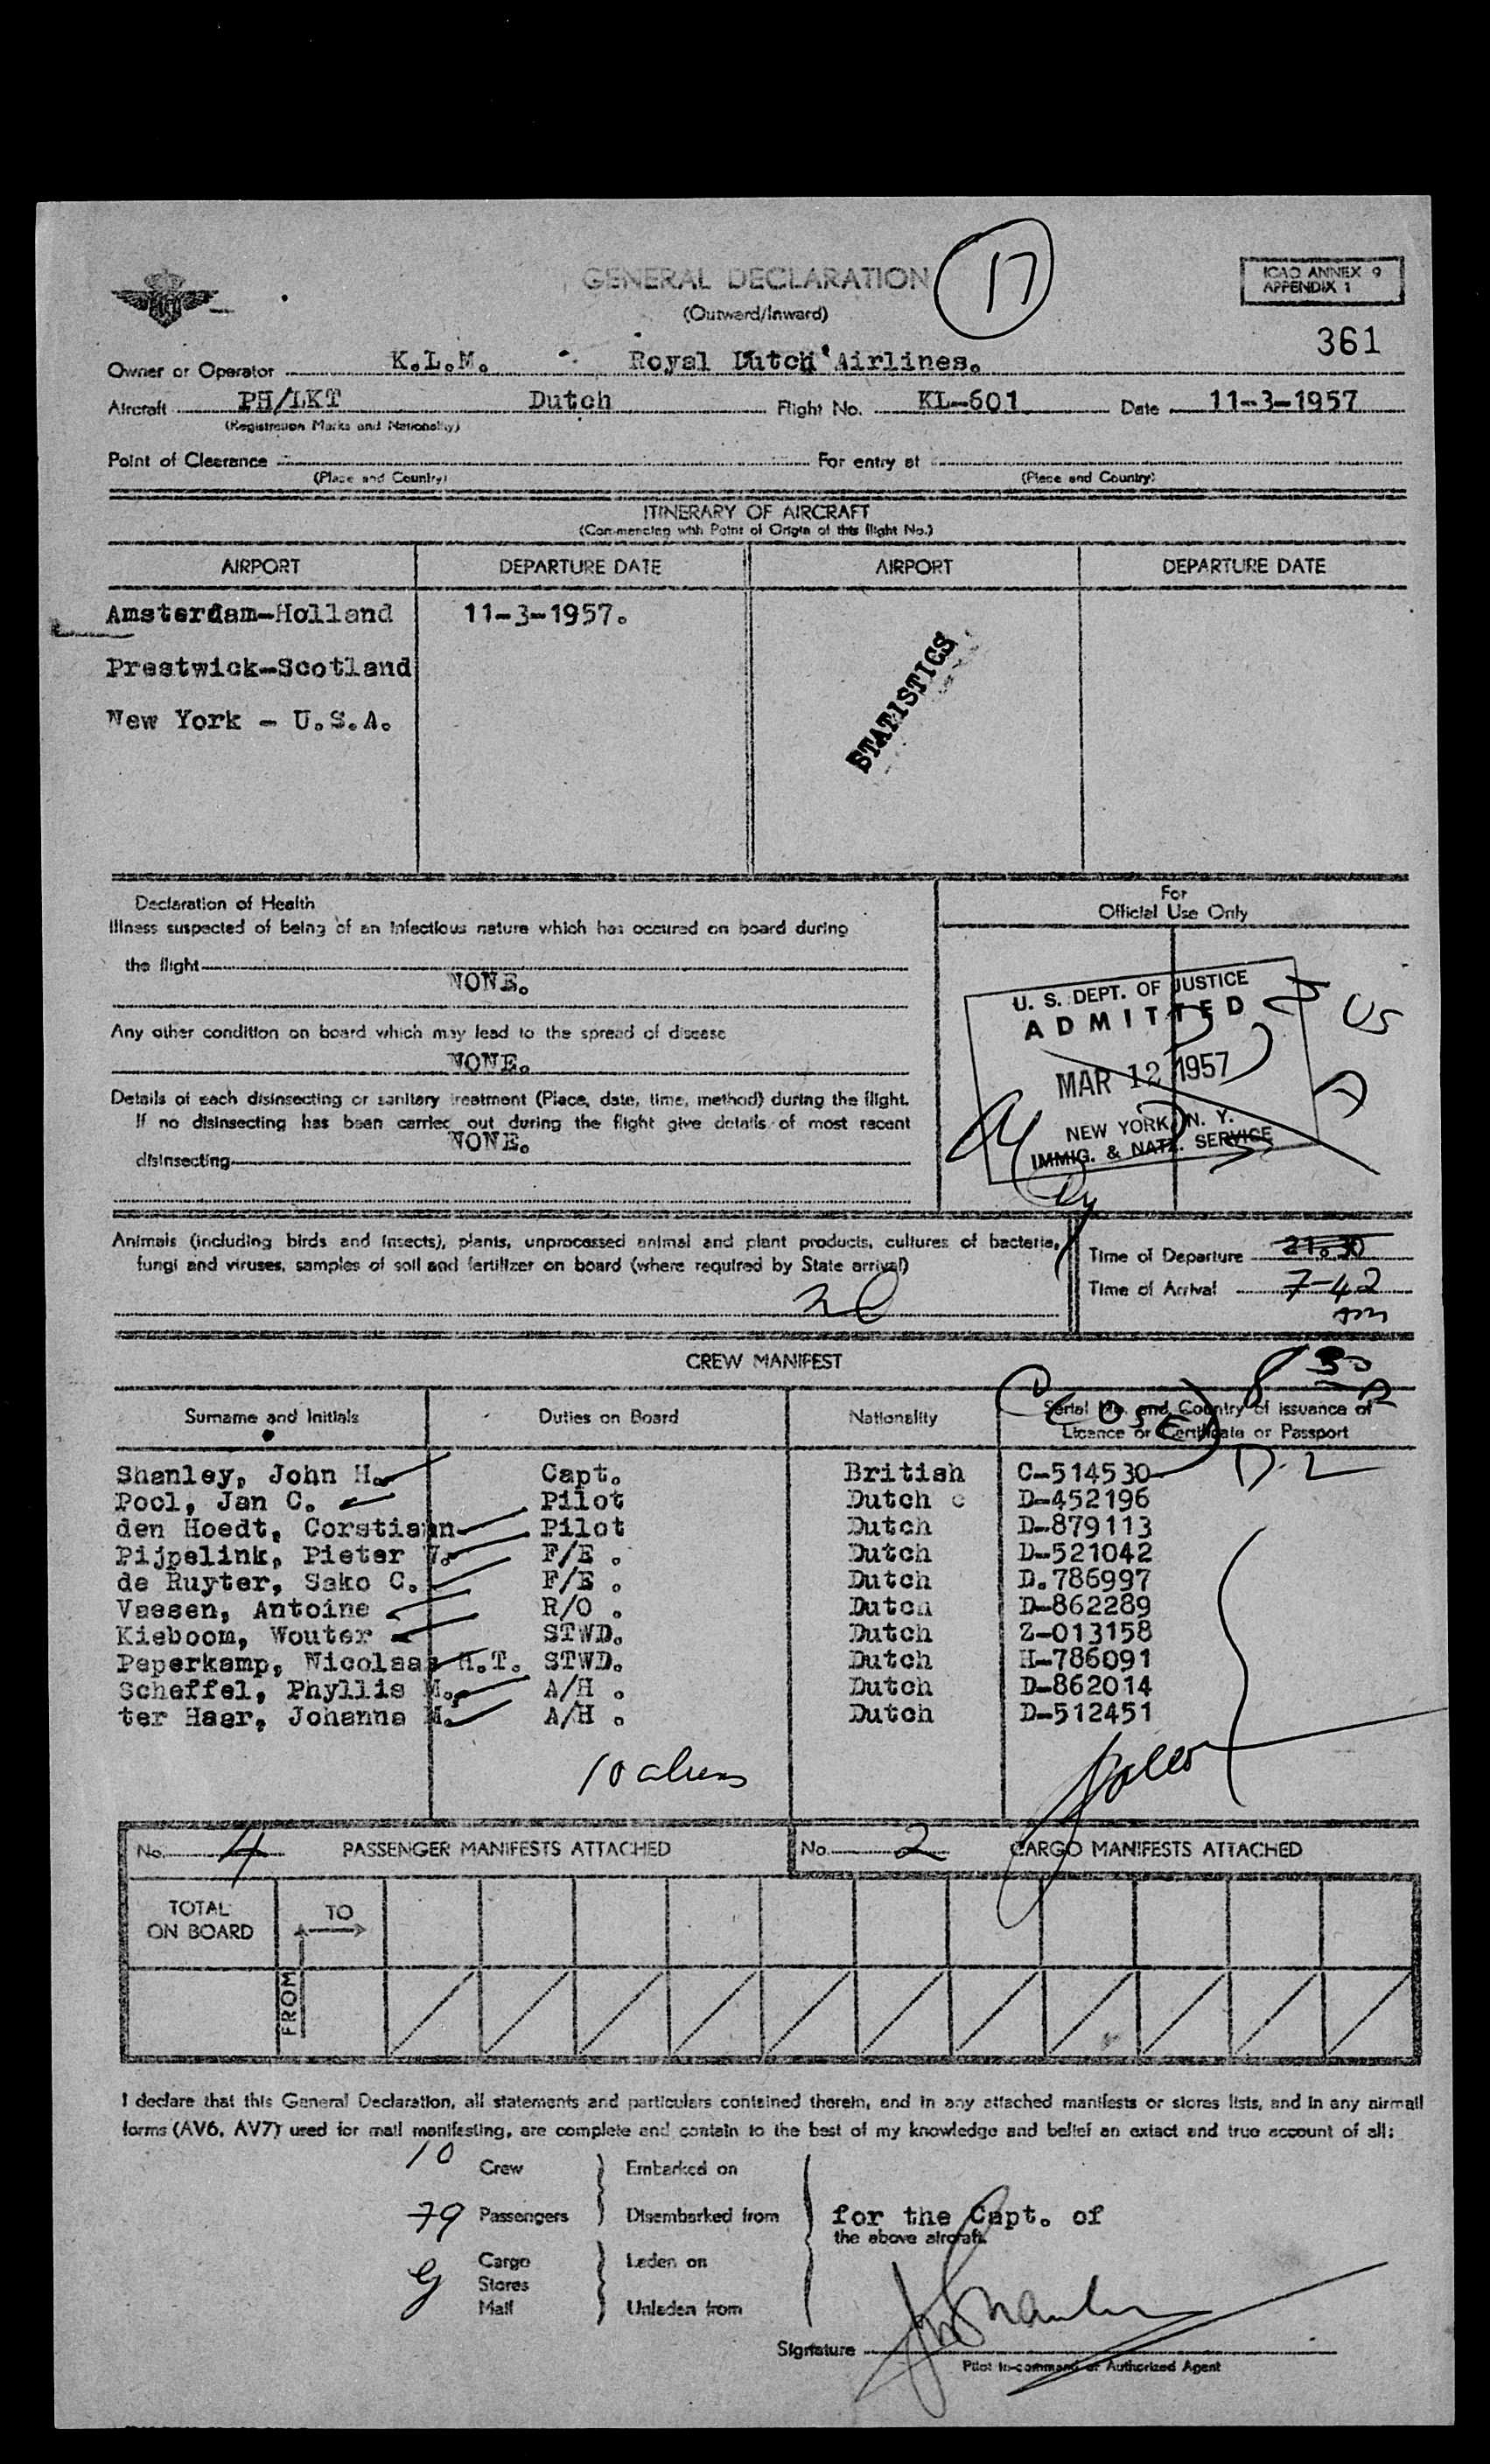 GENERAL DECLARATION
(Outward/Inward)
17
ICAO ANNEX 9
APPENDIX 1
361
Owner or Operator K.L.M. - Royal Dutch Airlines.
Aircraft PH/LKT Dutch Flight No. KL-601 Date 11-3-1957
(Registration Marks and Nationality)
Point of Clearance For entry at
(Place and Country) (Place and Country)
ITINERARY OF AIRCRAFT
(Commencing with Point of Origin of this flight No.)
AIRPORT DEPARTURE DATE AIRPORT DEPARTURE DATE
Amsterdam-Holland 11-3-1957.
Prestwick-Scotland
New York - U.S.A.
STATISTICS
Declaration of Health
Illness suspected of being of an infectious nature which has occured on board during
the flight
NONE.
Any other condition on board which may lead to the spread of disease
NONE.
Details of each disinsecting or sanitary treatment (Place, date, time, method) during the flight.
If no disinsecting has been carried out during the flight give details of most recent
NONE.
disinsecting
For
Official Use Only
U. S. DEPT. OF JUSTICE
ADMITTED
MAR 12 1957
NEW YORK, N. Y.
IMMIG. & NATZ. SERVICE
US
Animals (including birds and insects), plants, unprocessed animal and plant products, cultures of bacteria,
fungi and viruses, samples of soil and fertilizer on board (where required by State arrival)
Time of Departure 21.30
Time of Arrival 7-42
am
CREW MANIFEST
Surname and Initials Duties on Board Nationality Serial No. and Country of issuance of
Licence or Certificate or Passport
Shanley, John H. Capt. British C-514530
Pool, Jan C. Pilot Dutch D-452196
den Hoedt, Corstiaan Pilot Dutch D-879113
Pijpelink, Pieter V. F/E . Dutch D-521042
de Ruyter, Sako C. F/E . Dutch D.786997
Vaesen, Antoine R/O . Dutch D-862289
Kieboom, Wouter STWD. Dutch Z-013158
Peperkamp, Nicolaas H.T. STWD. Dutch H-786091
Scheffel, Phyllis M. A/H . Dutch D-862014
ter Haar, Johanna M. A/H . Dutch D-512451
10 aliens
No. 4 PASSENGER MANIFESTS ATTACHED No. 2 CARGO MANIFESTS ATTACHED
TOTAL
ON BOARD
TO
FROM
I declare that this General Declaration, all statements and particulars contained therein, and in any attached manifests or stores lists, and in any airmail
forms (AV6, AV7) used for mail manifesting, are complete and contain to the best of my knowledge and belief an extact and true account of all:
10 Crew Embarked on
79 Passengers Disembarked from
for the Capt. of
the above aircraft.
Cargo Leden on
Stores
Mail Unleden from
Signature
Pilot in-command or Authorized Agent